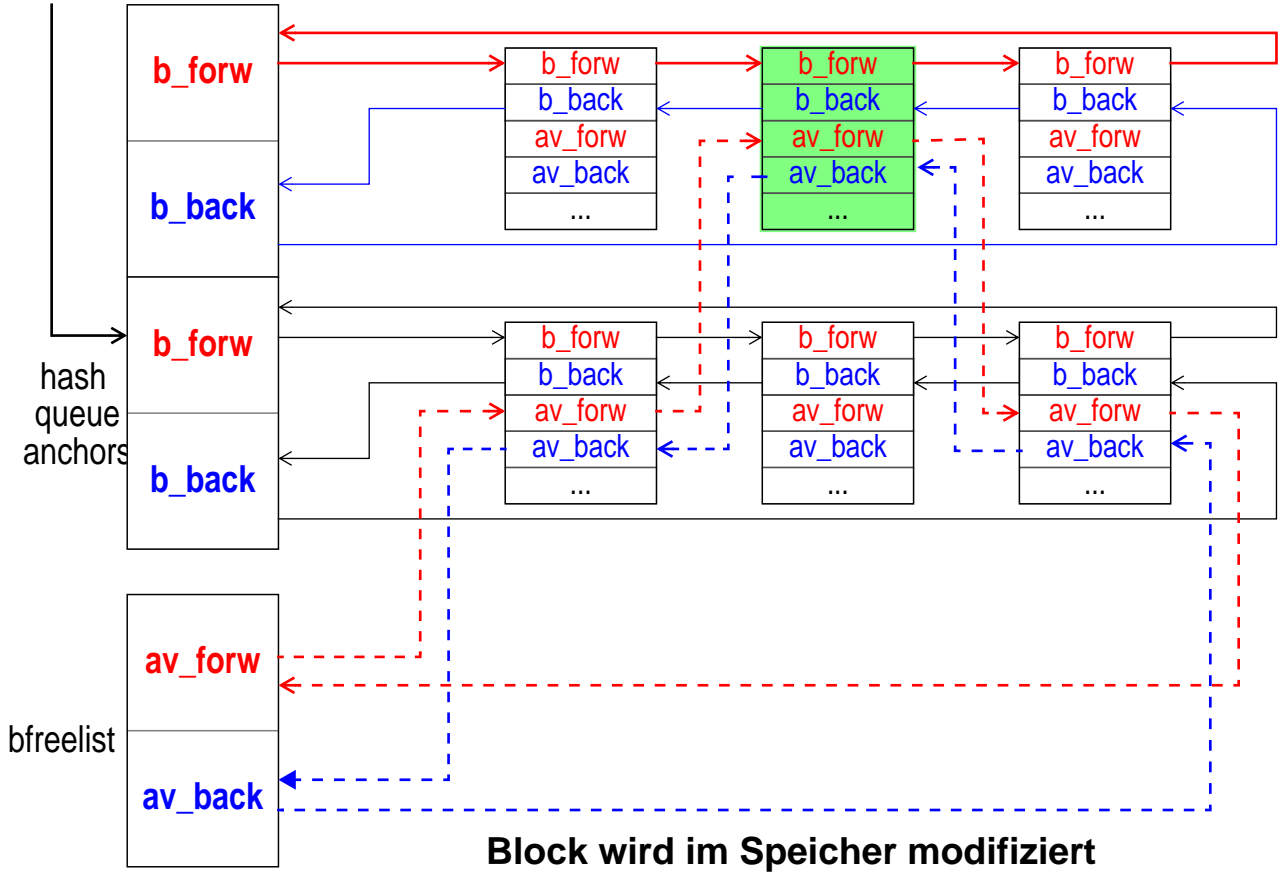 b_forw
b_back
b_forw
b_back
av_forw
av_back
...
b_forw
b_back
av_forw
av_back
...
b_forw
b_back
av_forw
av_back
...
hash
queue
anchors
b_forw
b_back
b_forw
b_back
av_forw
av_back
...
b_forw
b_back
av_forw
av_back
...
b_forw
b_back
av_forw
av_back
...
bfreelist
av_forw
av_back
Block wird im Speicher modifiziert